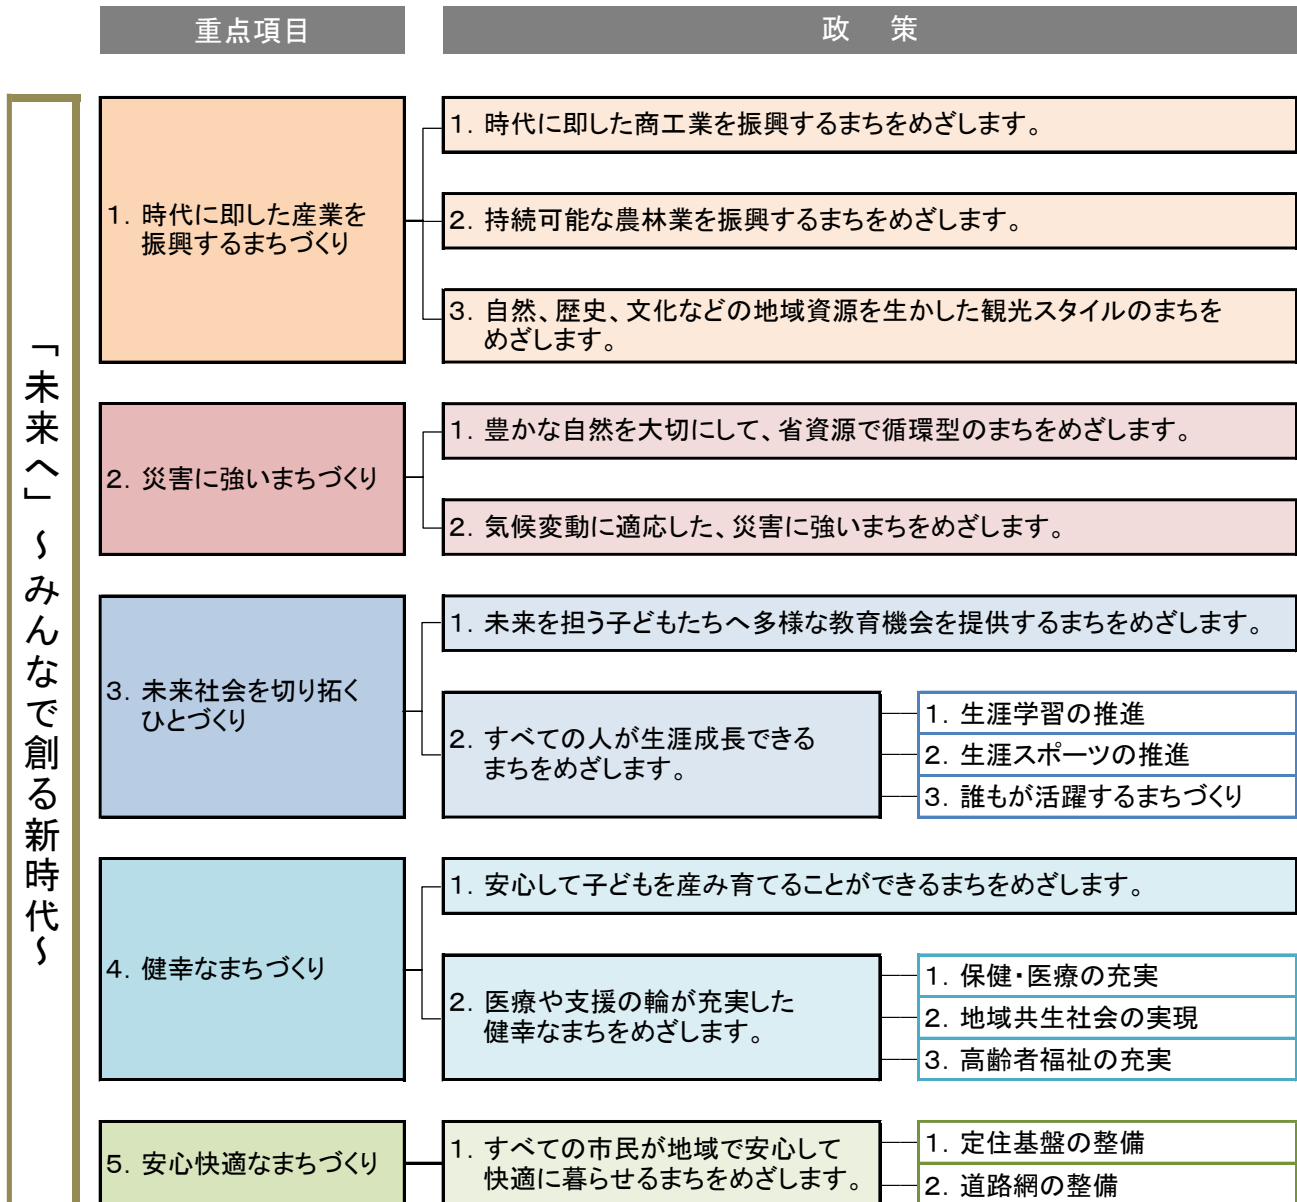 重点項目
政　策
「未来へ」～みんなで創る新時代～
1. 時代に即した産業を
振興するまちづくり
1. 時代に即した商工業を振興するまちをめざします。
2. 持続可能な農林業を振興するまちをめざします。
3. 自然、歴史、文化などの地域資源を生かした観光スタイルのまちを
めざします。
2. 災害に強いまちづくり
1. 豊かな自然を大切にして、省資源で循環型のまちをめざします。
2. 気候変動に適応した、災害に強いまちをめざします。
3. 未来社会を切り拓く
ひとづくり
1. 未来を担う子どもたちへ多様な教育機会を提供するまちをめざします。
2. すべての人が生涯成長できる
まちをめざします。
1. 生涯学習の推進
2. 生涯スポーツの推進
3. 誰もが活躍するまちづくり
4. 健幸なまちづくり
1. 安心して子どもを産み育てることができるまちをめざします。
2. 医療や支援の輪が充実した
健幸なまちをめざします。
1. 保健・医療の充実
2. 地域共生社会の実現
3. 高齢者福祉の充実
5. 安心快適なまちづくり
1. すべての市民が地域で安心して
快適に暮らせるまちをめざします。
1. 定住基盤の整備
2. 道路網の整備